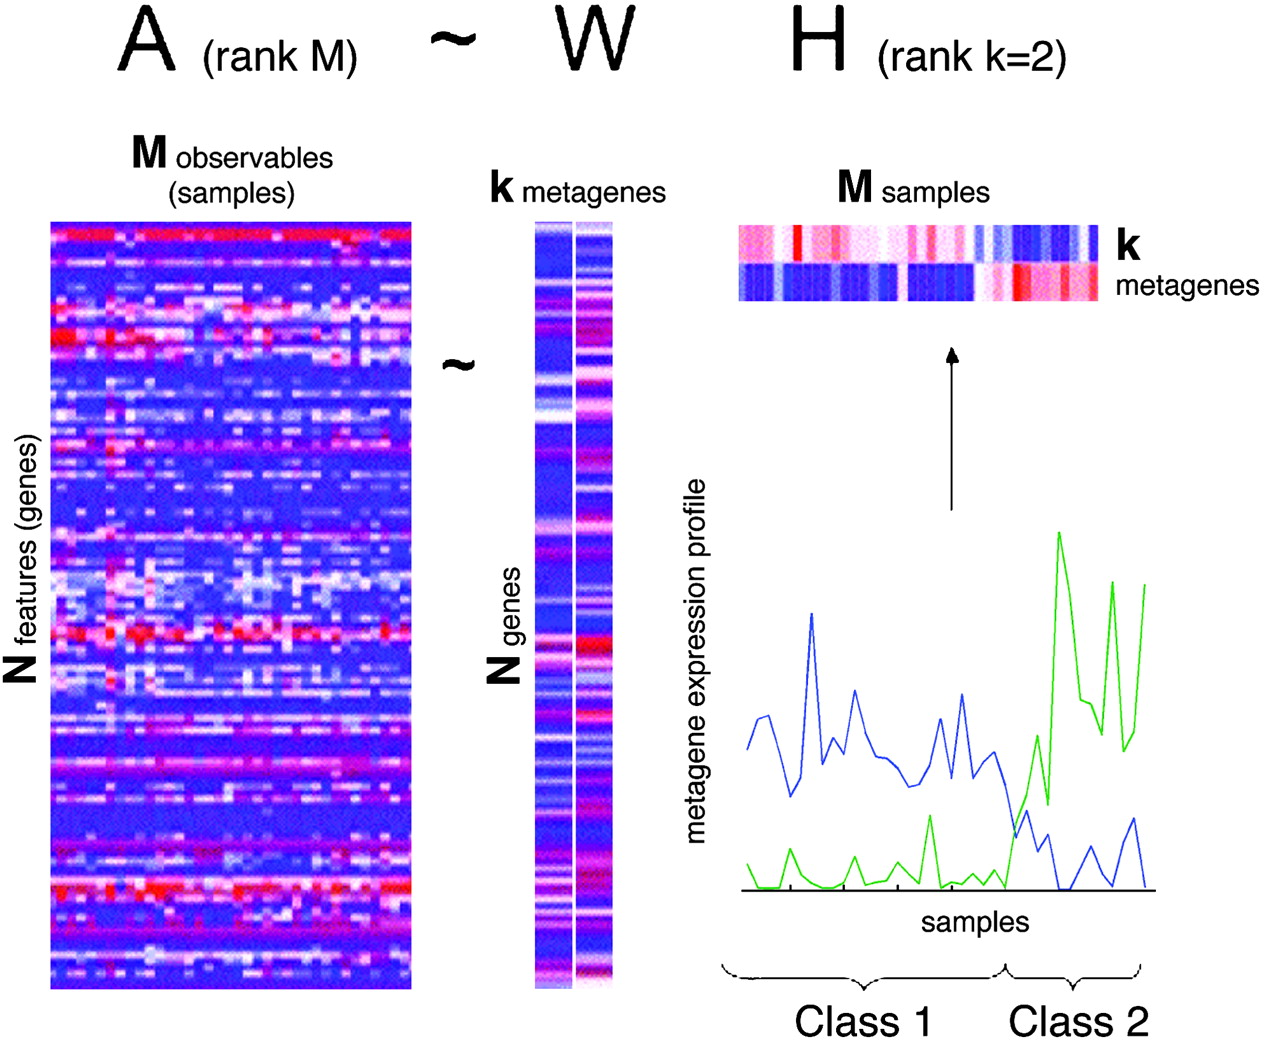 A (rank M) ~ W H (rank k=2)
M observables
(samples)
k metagenes
M samples
k
metagenes
~
N features (genes)
N genes
metagene expression profile
samples
Class 1 Class 2